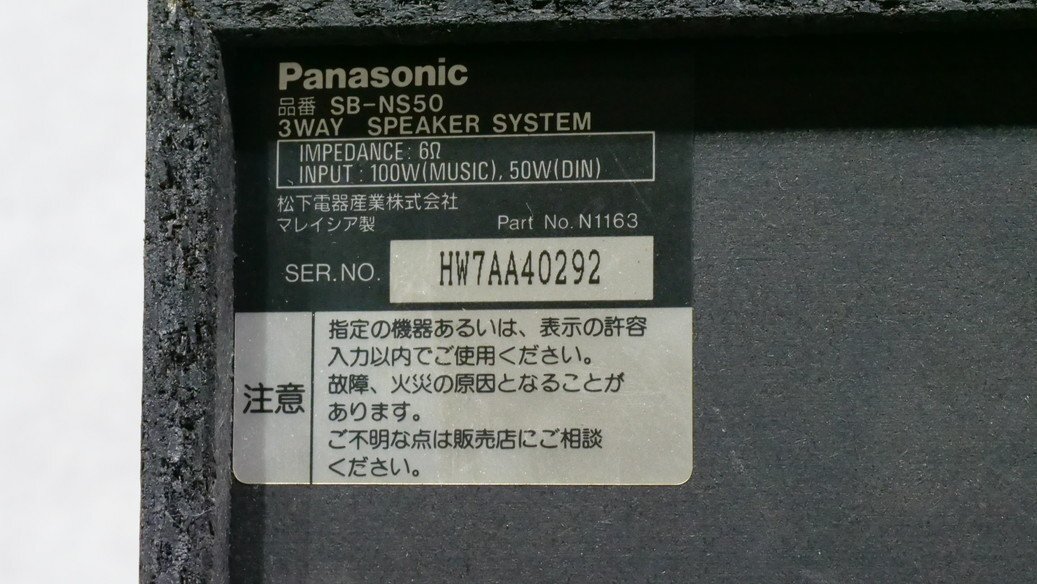 Panasonic
品番 SB-NS50
3WAY SPEAKER SYSTEM
IMPEDANCE: 6Ω
INPUT : 100W(MUSIC), 50W(DIN)
松下電器産業株式会社
マレイシア製 Part No. N1163
SER.NO. HW7AA40292
注意
指定の機器あるいは、表示の許容
入力以内でご使用ください。
故障、火災の原因となることが
あります。
ご不明な点は販売店にご相談
ください。